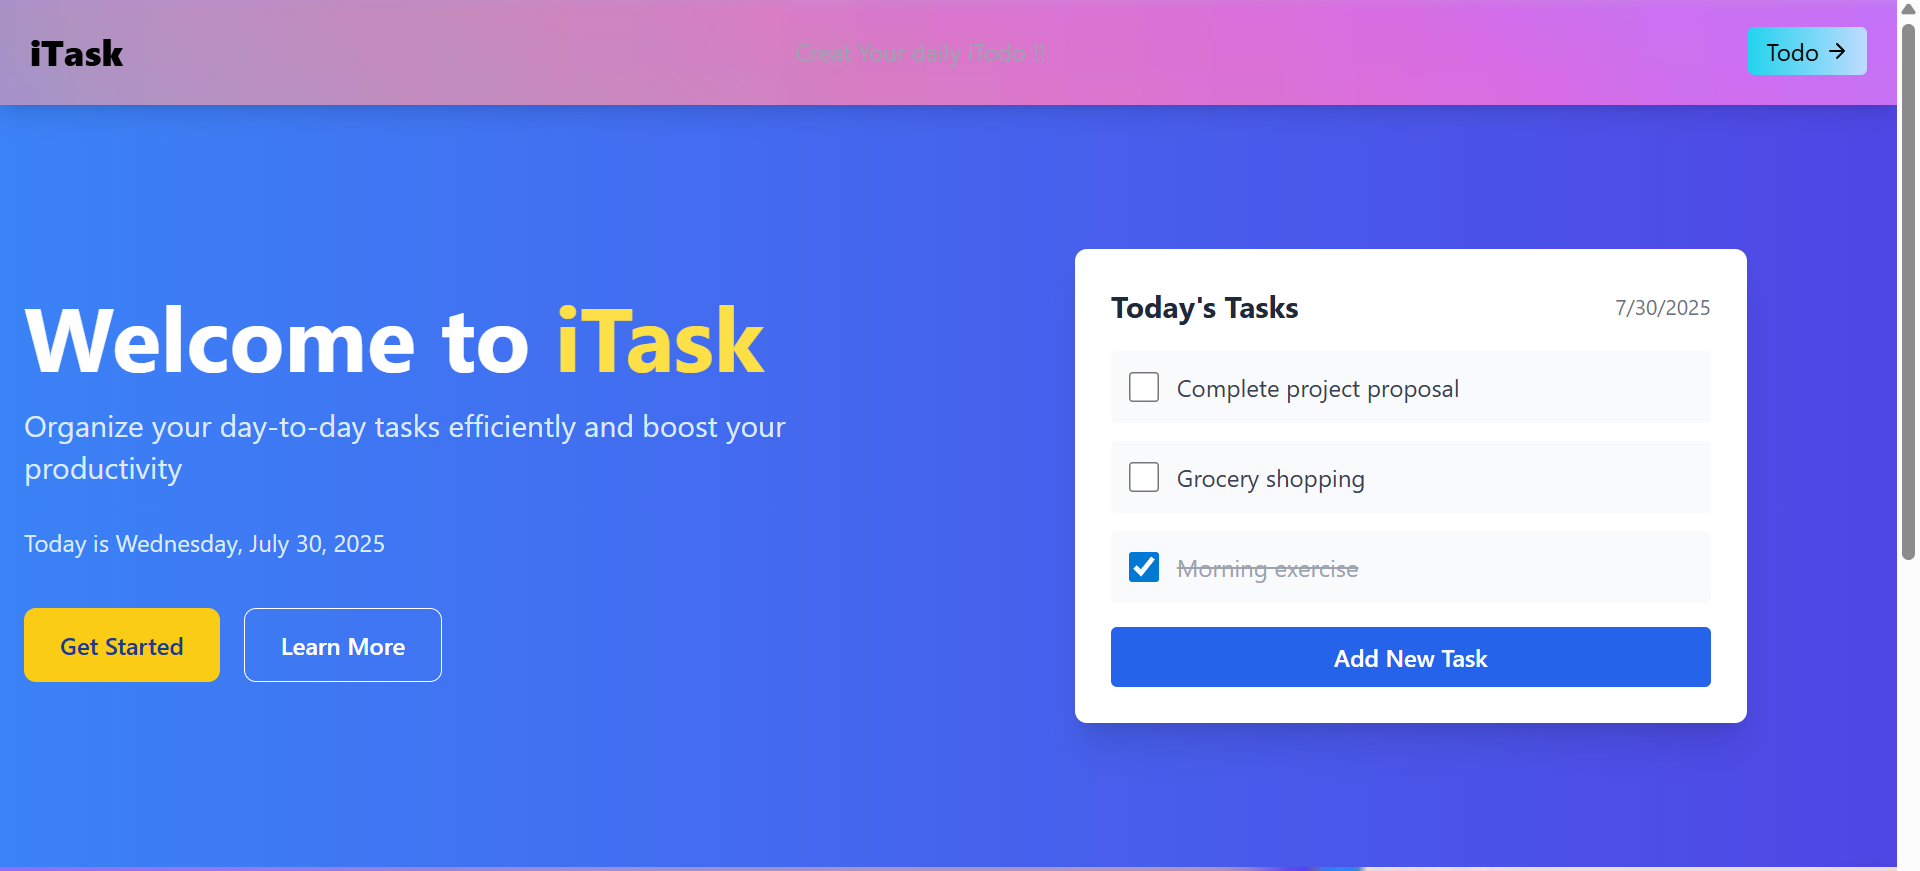 iTask
Creat Your daily iTodo !!
Todo →
Welcome to iTask
Organize your day-to-day tasks efficiently and boost your
productivity
Today is Wednesday, July 30, 2025
Get Started
Learn More
Today's Tasks
7/30/2025
Complete project proposal
Grocery shopping
Morning exercise
Add New Task